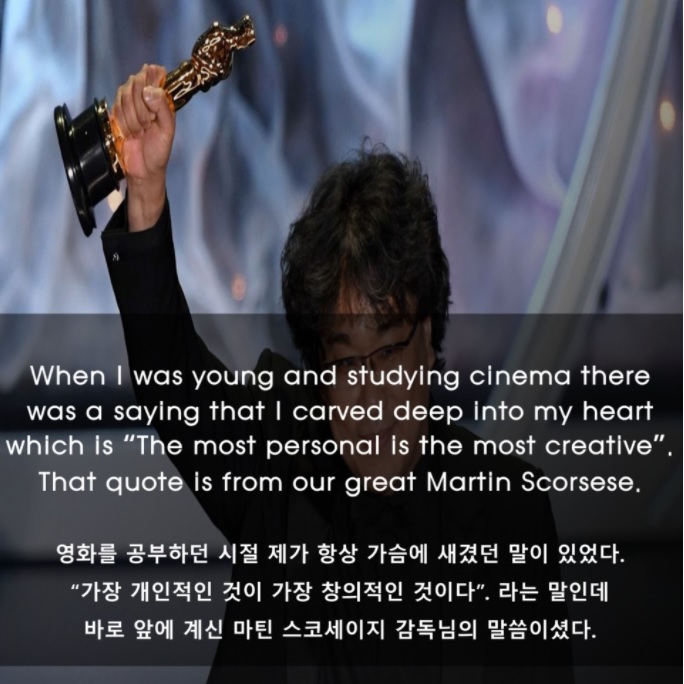 When I was young and studying cinema there
was a saying that I carved deep into my heart
which is “The most personal is the most creative”.
That quote is from our great Martin Scorsese.
영화를 공부하던 시절 제가 항상 가슴에 새겼던 말이 있었다.
“가장 개인적인 것이 가장 창의적인 것이다”. 라는 말인데
바로 앞에 계신 마틴 스코세이지 감독님의 말씀이셨다.